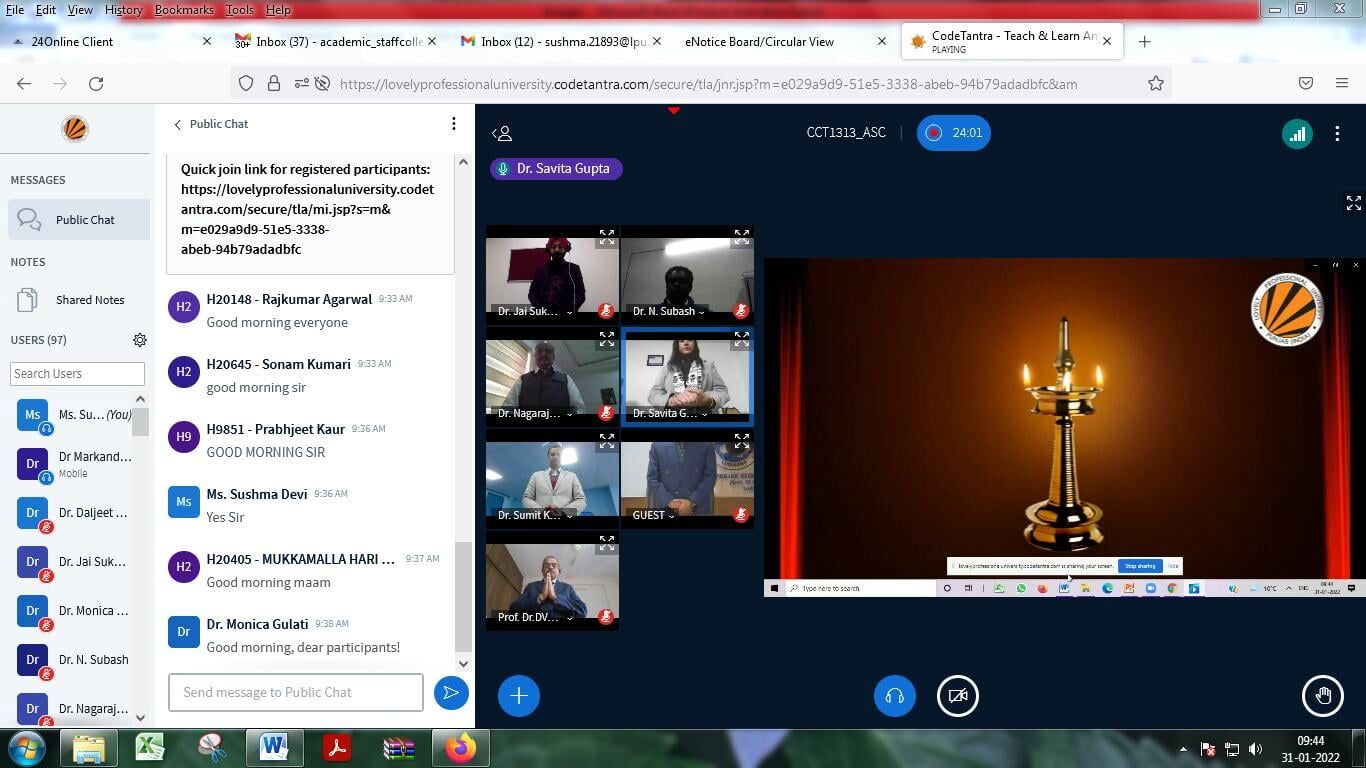 File Edit View History Bookmarks Tools Help
24Online Client
30+
Inbox (37) - academic_staffcolle
Inbox (12) - sushma.21893@lpu
eNotice Board/Circular View
CodeTantra - Teach & Learn An
PLAYING
https://lovelyprofessionaluniversity.codetantra.com/secure/tla/jnr.jsp?m=e029a9d9-51e5-3338-abeb-94b79adadbfc&am
MESSAGES
Public Chat
NOTES
Shared Notes
USERS (97)
Search Users
Ms Ms. Su... (You)
Dr Dr Markand...
Mobile
Dr Dr. Daljeet ...
Dr Dr. Jai Suk...
Dr Dr. Monica ...
Dr Dr. N. Subash
Dr Dr. Nagaraj...
Public Chat
Quick join link for registered participants:
https://lovelyprofessionaluniversity.codet
antra.com/secure/tla/mi.jsp?s=m&
m=e029a9d9-51e5-3338-
abeb-94b79adadbfc
H2 H20148 - Rajkumar Agarwal 9:33 AM
Good morning everyone
H2 H20645 - Sonam Kumari 9:33 AM
good morning sir
H9 H9851 - Prabhjeet Kaur 9:36 AM
GOOD MORNING SIR
Ms Ms. Sushma Devi 9:36 AM
Yes Sir
H2 H20405 - MUKKAMALLA HARI ... 9:37 AM
Good morning maam
Dr Dr. Monica Gulati 9:38 AM
Good morning, dear participants!
Send message to Public Chat
CCT1313_ASC
24:01
Dr. Savita Gupta
Dr. Jai Suk...
Dr. N. Subash
Dr. Nagaraj...
Dr. Savita G...
Dr. Sumit K...
GUEST
Prof. Dr.DV...
LOVELY PROFESSIONAL UNIVERSITY
PUNJAB (INDIA)
lovelyprofessionaluniversity.codetantra.com is sharing your screen.
Stop sharing
Hide
Type here to search
10°C
ENG
09:44
31-01-2022
09:44
31-01-2022